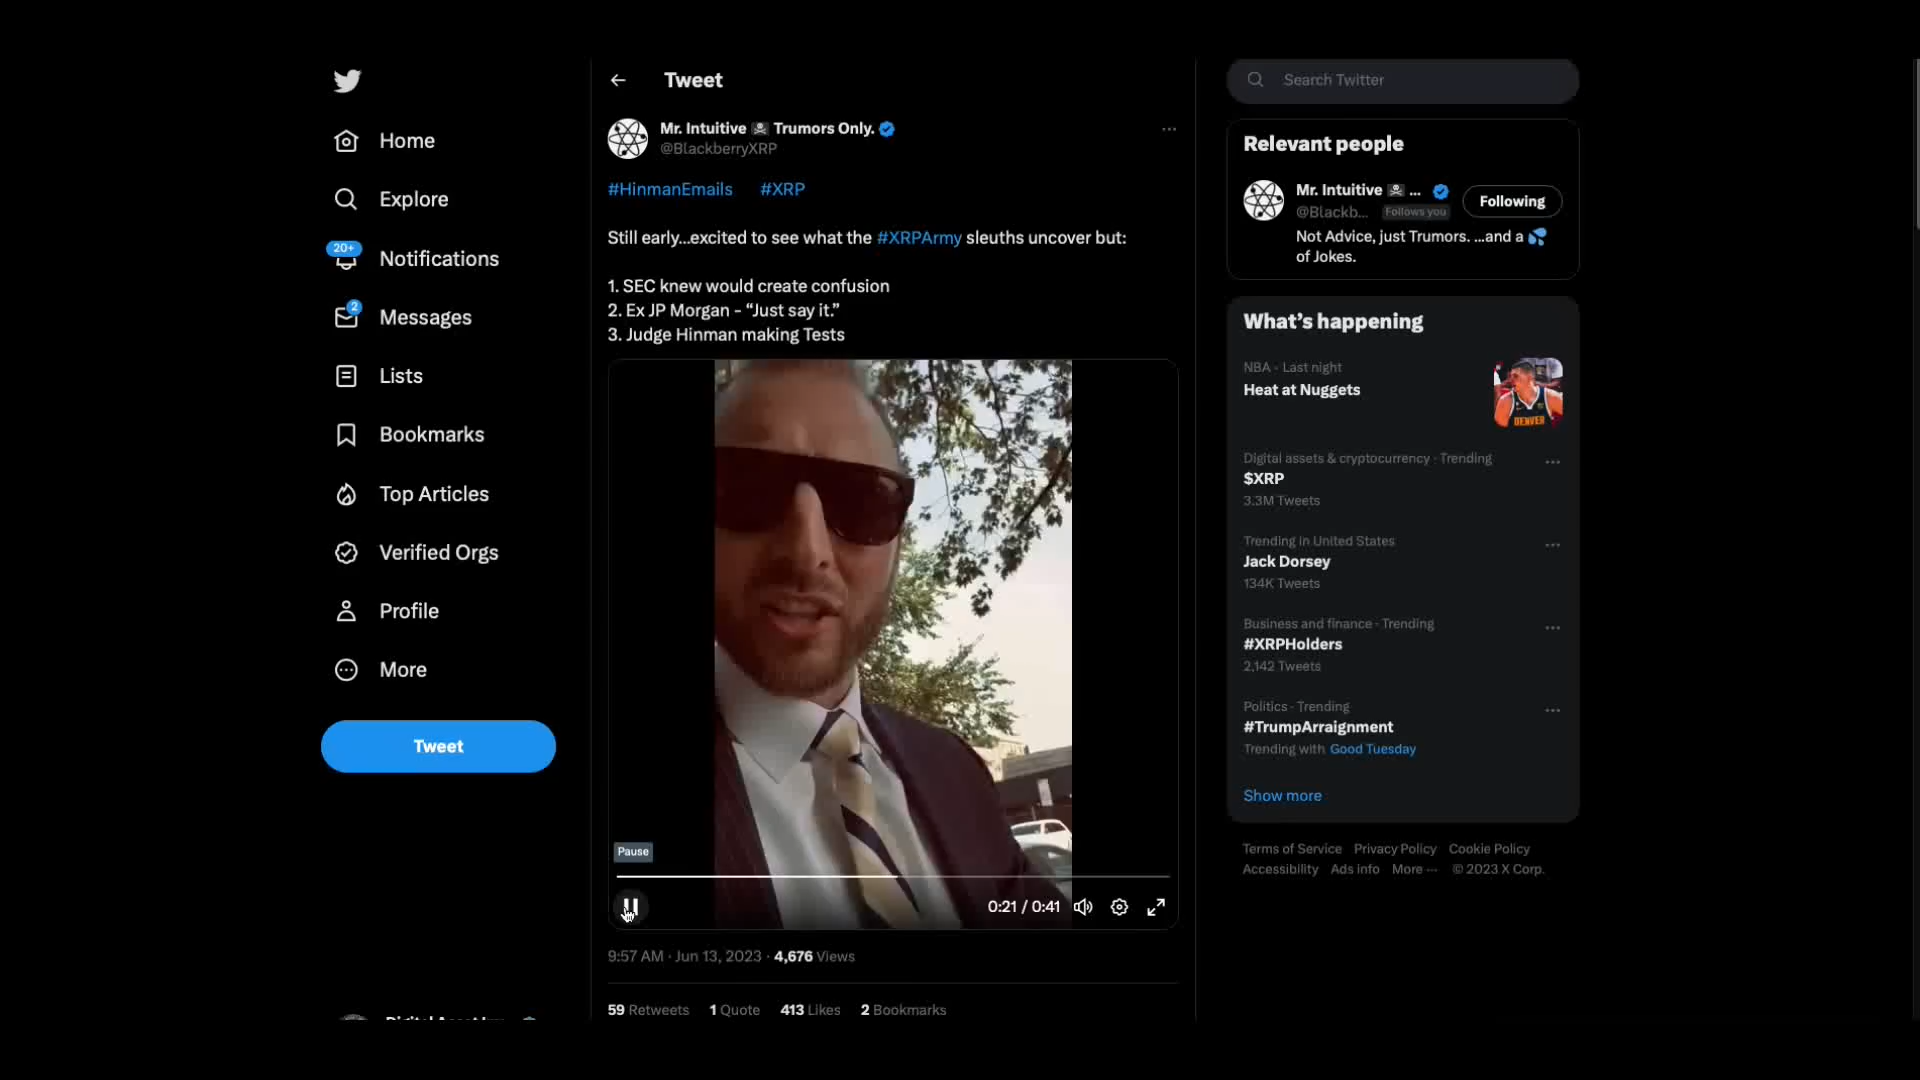 Home
Explore
20+
Notifications
2
Messages
Lists
Bookmarks
Top Articles
Verified Orgs
Profile
More
Tweet
Tweet
Mr. Intuitive ☠ Trumors Only.
@BlackberryXRP
#HinmanEmails #XRP
Still early...excited to see what the #XRPArmy sleuths uncover but:
1. SEC knew would create confusion
2. Ex JP Morgan - “Just say it.”
3. Judge Hinman making Tests
Pause
0:21 / 0:41
9:57 AM · Jun 13, 2023 · 4,676 Views
59 Retweets 1 Quote 413 Likes 2 Bookmarks
Search Twitter
Relevant people
Mr. Intuitive ☠ ...
@Blackb... Follows you
Following
Not Advice, just Trumors. ...and a 💦
of Jokes.
What’s happening
NBA · Last night
Heat at Nuggets
DENVER
Digital assets & cryptocurrency · Trending
$XRP
3.3M Tweets
Trending in United States
Jack Dorsey
134K Tweets
Business and finance · Trending
#XRPHolders
2,142 Tweets
Politics · Trending
#TrumpArraignment
Trending with Good Tuesday
Show more
Terms of Service Privacy Policy Cookie Policy
Accessibility Ads info More ··· © 2023 X Corp.